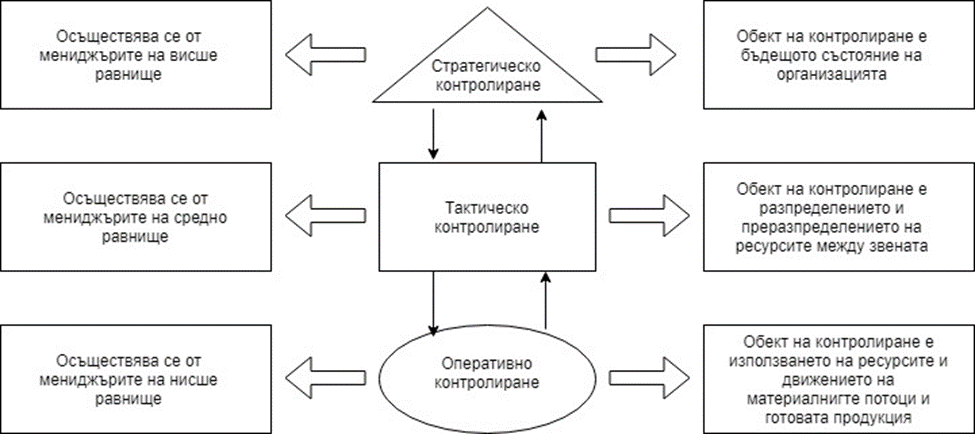 Осъществява се от
мениджърите на висше
равнище
Стратегическо
контролиране
Обект на контролиране е
бъдещото състояние на
организацията
Осъществява се от
мениджърите на средно
равнище
Тактическо
контролиране
Обект на контролиране е
разпределението и
преразпределението на
ресурсите между звената
Осъществява се от
мениджърите на нисше
равнище
Оперативно
контролиране
Обект на контролиране е
използването на ресурсите и
движението на
материалнигте потоци и
готовата продукция